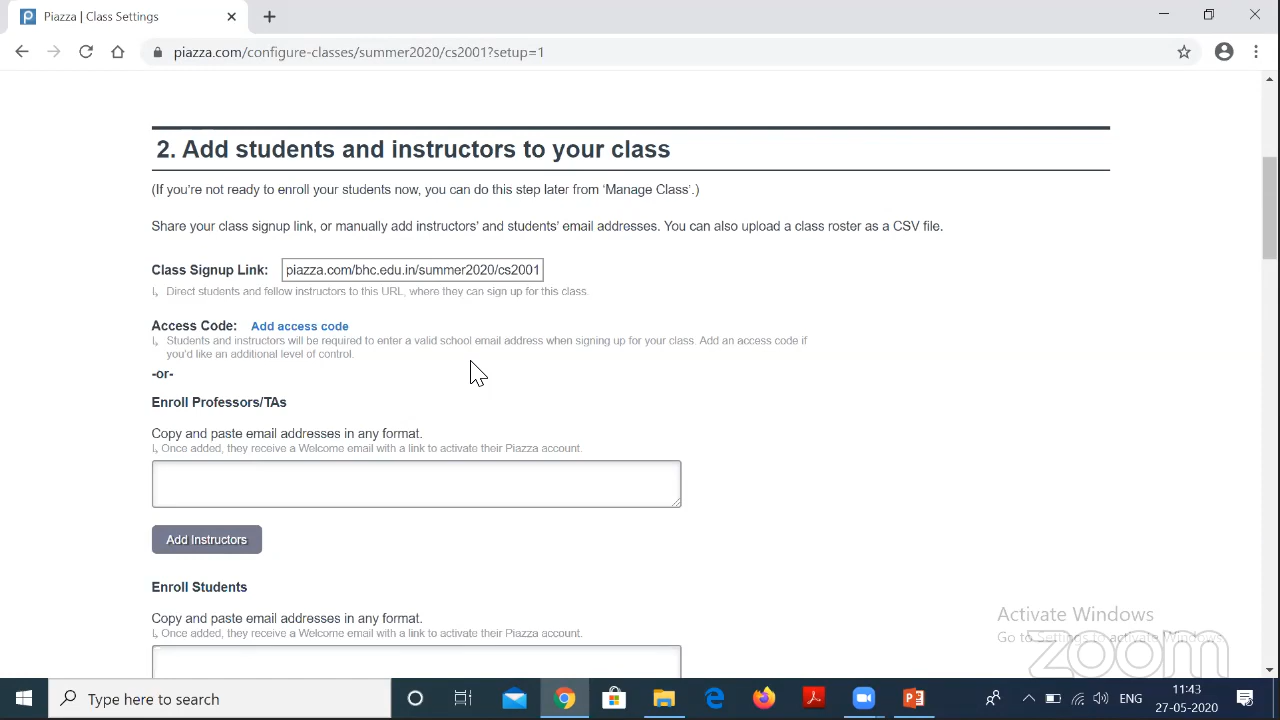 Piazza | Class Settings
piazza.com/configure-classes/summer2020/cs2001?setup=1
2. Add students and instructors to your class
(If you're not ready to enroll your students now, you can do this step later from 'Manage Class'.)
Share your class signup link, or manually add instructors' and students' email addresses. You can also upload a class roster as a CSV file.
Class Signup Link: piazza.com/bhc.edu.in/summer2020/cs2001
Direct students and fellow instructors to this URL, where they can sign up for this class.
Access Code: Add access code
Students and instructors will be required to enter a valid school email address when signing up for your class. Add an access code if
you'd like an additional level of control.
-or-
Enroll Professors/TAs
Copy and paste email addresses in any format.
Once added, they receive a Welcome email with a link to activate their Piazza account.
Add Instructors
Enroll Students
Copy and paste email addresses in any format.
Once added, they receive a Welcome email with a link to activate their Piazza account.
Activate Windows
Go to Settings to activate Windows.
zoom
Type here to search
ENG
11:43
27-05-2020